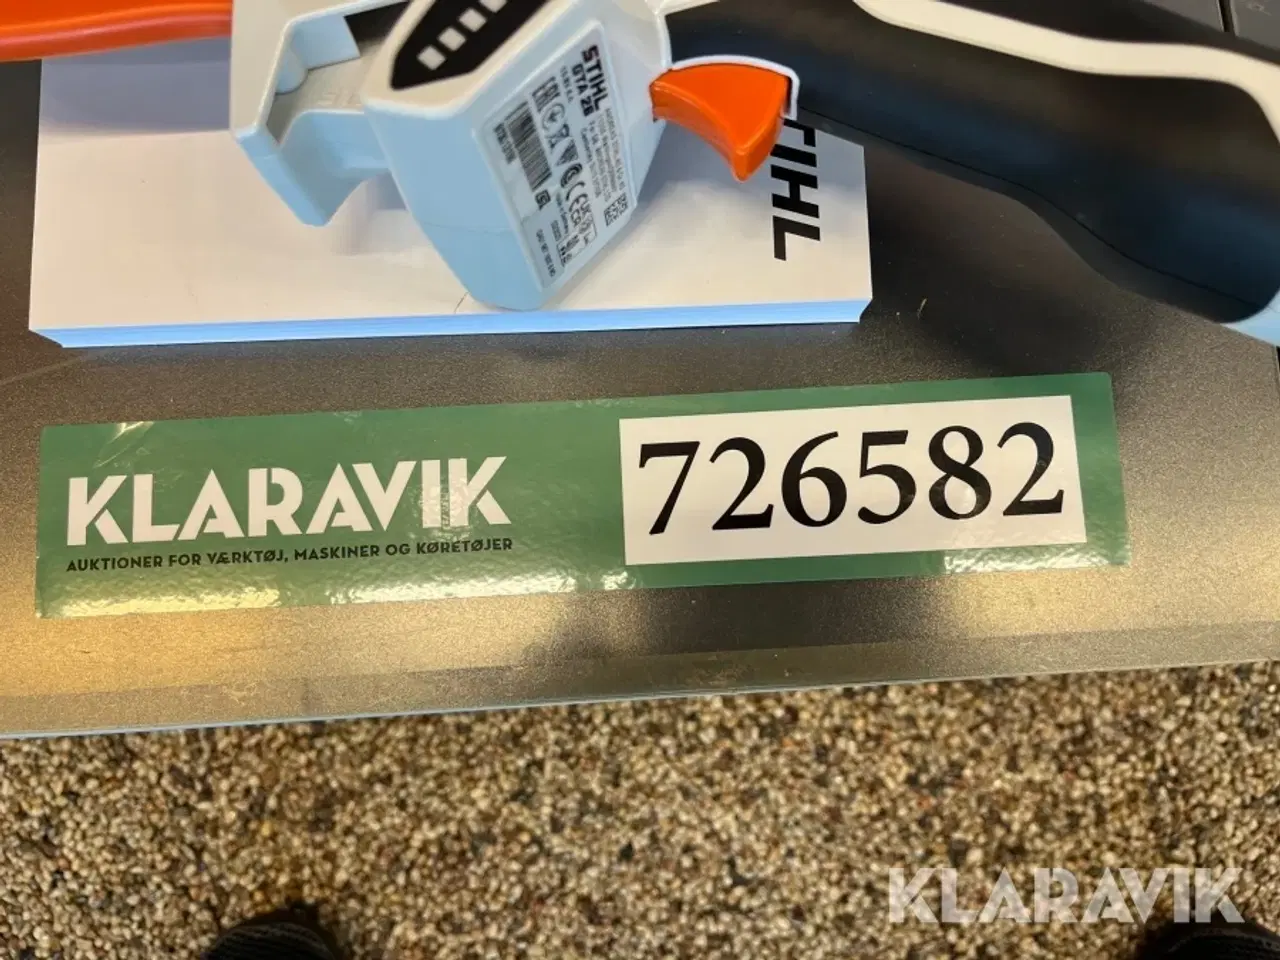 STIHL
GTA 26
STIHL
KLARAVIK
AUKTIONER FOR VÆRKTØJ, MASKINER OG KØRETØJER
726582
KLARAVIK